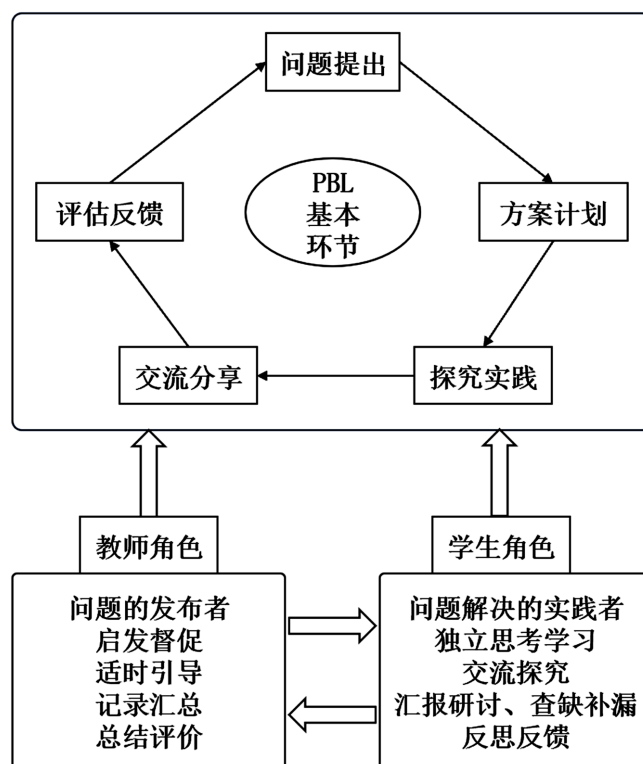 问题提出
PBL
基本
环节
评估反馈
方案计划
交流分享
探究实践
教师角色
学生角色
问题的发布者
启发督促
适时引导
记录汇总
总结评价
问题解决的实践者
独立思考学习
交流探究
汇报研讨、查缺补漏
反思反馈